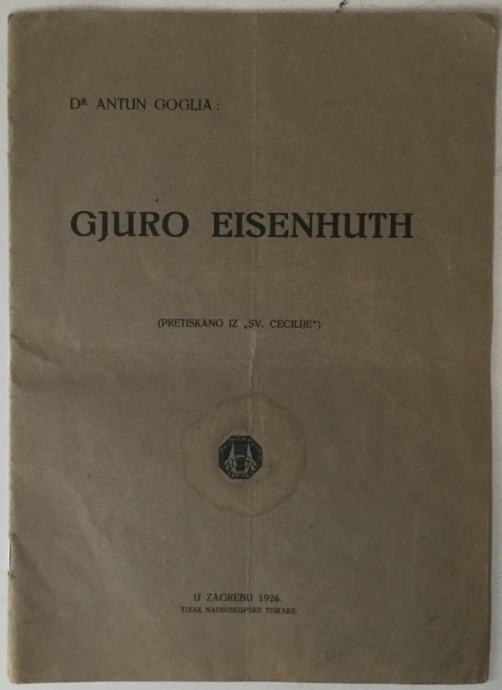 DR. ANTUN GOGLIA:
GJURO EISENHUTH
(PRETISKANO IZ „SV. CECILIJE“)
U ZAGREBU 1926.
TISAK NADBISKUPSKE TISKARE.